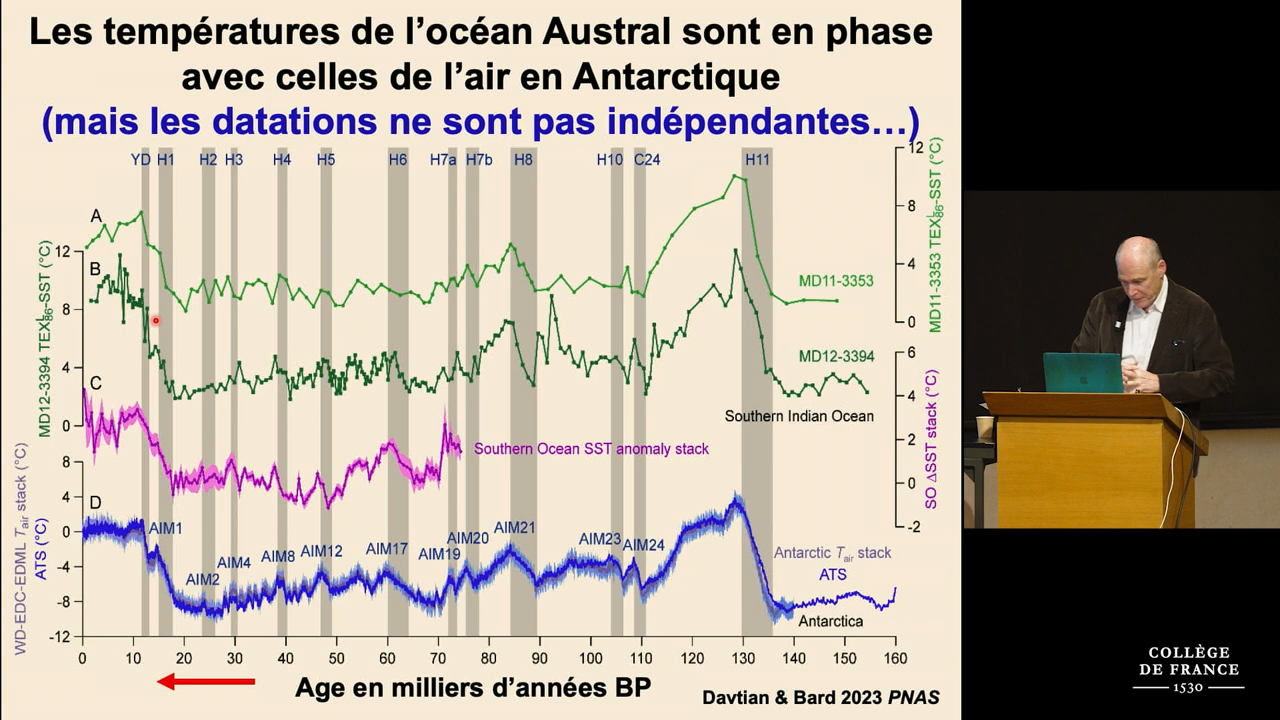 Les températures de l'océan Austral sont en phase
avec celles de l'air en Antarctique
(mais les datations ne sont pas indépendantes…)
YD H1 H2 H3 H4 H5 H6 H7a H7b H8 H10 C24 H11
A
B
C
D
MD12-3394 TEX^L_86-SST (°C)
12
8
4
0
MD11-3353 TEX^L_86-SST (°C)
12
8
4
0
MD11-3353
MD12-3394
Southern Indian Ocean
SO ΔSST stack (°C)
6
4
2
0
-2
Southern Ocean SST anomaly stack
WD-EDC-EDML T_air stack (°C)
ATS (°C)
8
4
0
-4
-8
-12
AIM1 AIM2 AIM4 AIM8 AIM12 AIM17 AIM19 AIM20 AIM21 AIM23 AIM24
Antarctic T_air stack
ATS
Antarctica
0 10 20 30 40 50 60 70 80 90 100 110 120 130 140 150 160
Age en milliers d'années BP
Davtian & Bard 2023 PNAS
COLLÈGE
DE FRANCE
1530